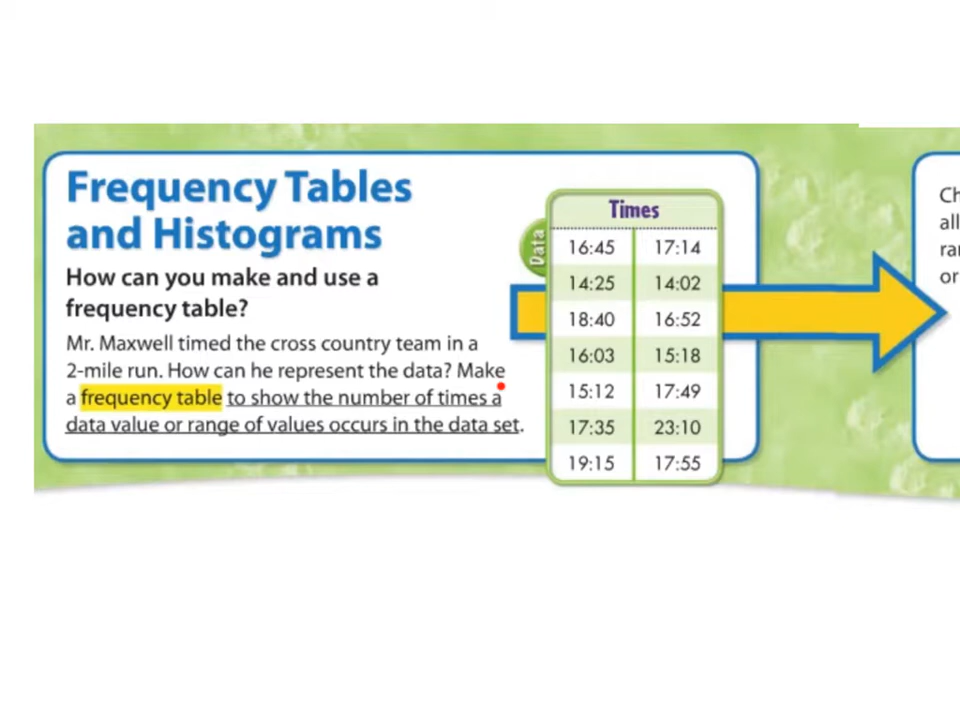 Frequency Tables
and Histograms
How can you make and use a
frequency table?
Mr. Maxwell timed the cross country team in a
2-mile run. How can he represent the data? Make
a frequency table to show the number of times a
data value or range of values occurs in the data set.
Data
Times
16:45 17:14
14:25 14:02
18:40 16:52
16:03 15:18
15:12 17:49
17:35 23:10
19:15 17:55
Ch
all
or